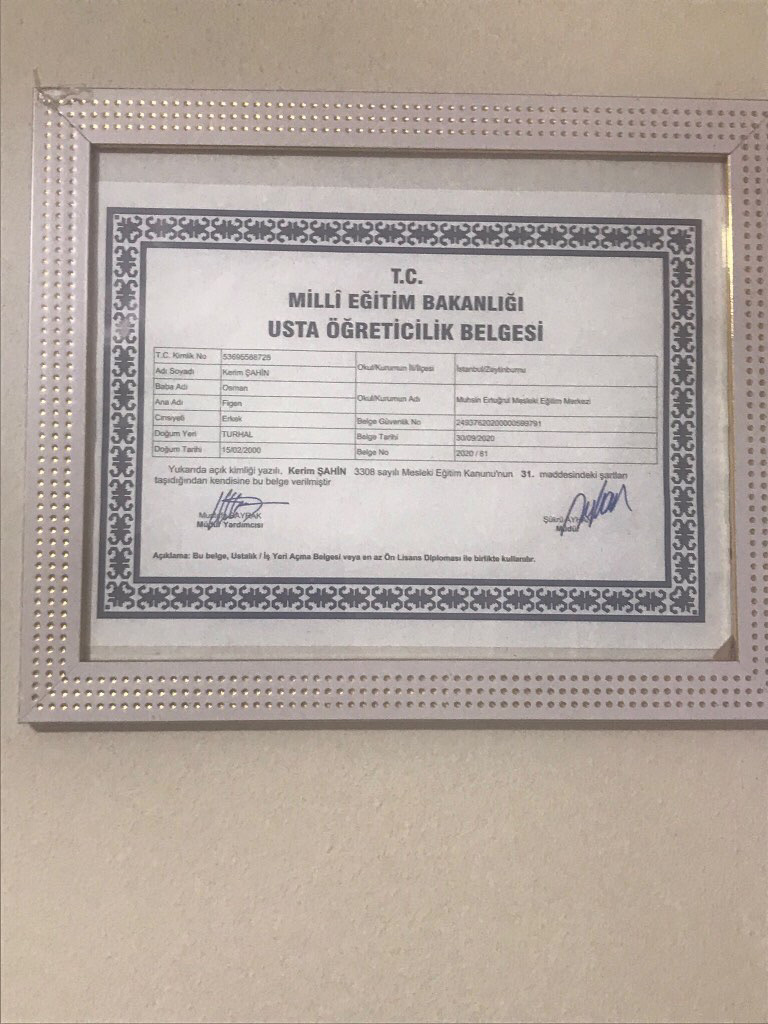 T.C.
MİLLÎ EĞİTİM BAKANLIĞI
USTA ÖĞRETİCİLİK BELGESİ
T.C. Kimlik No 53695568728
Adı Soyadı Kerim ŞAHİN
Baba Adı Osman
Ana Adı Figen
Cinsiyeti Erkek
Doğum Yeri TURHAL
Doğum Tarihi 15/02/2000
Okul/Kurumun İl/İlçesi İstanbul/Zeytinburnu
Okul/Kurumun Adı Muhsin Ertuğrul Mesleki Eğitim Merkezi
Belge Güvenlik No 24937620200000589791
Belge Tarihi 30/09/2020
Belge No 2020 / 81
Yukarıda açık kimliği yazılı, Kerim ŞAHİN 3308 sayılı Mesleki Eğitim Kanunu'nun 31. maddesindeki şartları
taşıdığından kendisine bu belge verilmiştir
Müdür Yardımcısı
Şükrü
Müdür
Açıklama: Bu belge, Ustalık / İş Yeri Açma Belgesi veya en az Ön Lisans Diploması ile birlikte kullanılır.